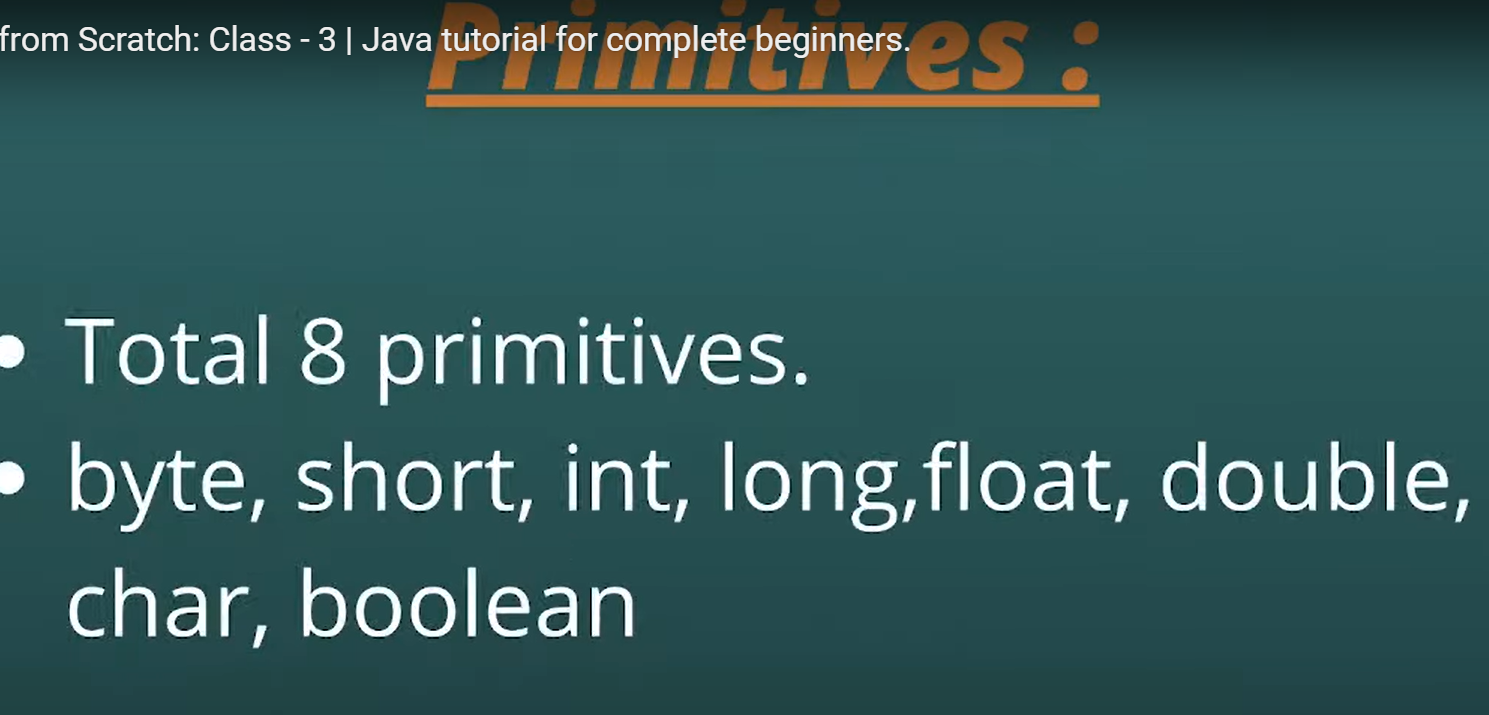 from Scratch: Class - 3 | Java tutorial for complete beginners.
Primitives :
• Total 8 primitives.
• byte, short, int, long,float, double,
char, boolean